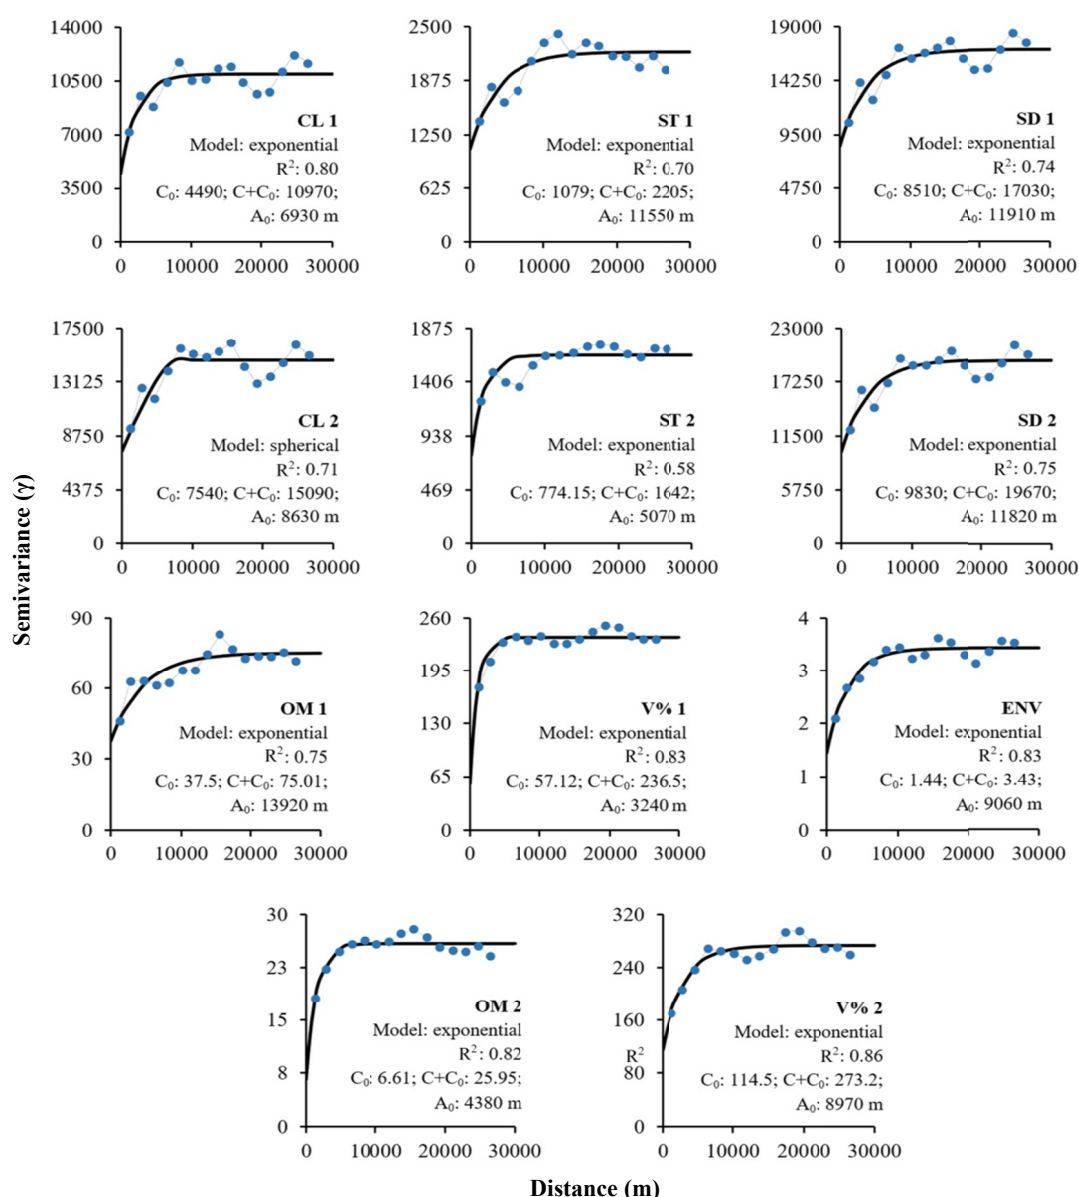 Semivariance (γ)
14000
10500
7000
3500
0
0 10000 20000 30000
CL 1
Model: exponential
R²: 0.80
C₀: 4490; C+C₀: 10970;
A₀: 6930 m
2500
1875
1250
625
0
0 10000 20000 30000
ST 1
Model: exponential
R²: 0.70
C₀: 1079; C+C₀: 2205;
A₀: 11550 m
19000
14250
9500
4750
0
0 10000 20000 30000
SD 1
Model: exponential
R²: 0.74
C₀: 8510; C+C₀: 17030;
A₀: 11910 m
17500
13125
8750
4375
0
0 10000 20000 30000
CL 2
Model: spherical
R²: 0.71
C₀: 7540; C+C₀: 15090;
A₀: 8630 m
1875
1406
938
469
0
0 10000 20000 30000
ST 2
Model: exponential
R²: 0.58
C₀: 774.15; C+C₀: 1642;
A₀: 5070 m
23000
17250
11500
5750
0
0 10000 20000 30000
SD 2
Model: exponential
R²: 0.75
C₀: 9830; C+C₀: 19670;
A₀: 11820 m
90
60
30
0
0 10000 20000 30000
OM 1
Model: exponential
R²: 0.75
C₀: 37.5; C+C₀: 75.01;
A₀: 13920 m
260
195
130
65
0
0 10000 20000 30000
V% 1
Model: exponential
R²: 0.83
C₀: 57.12; C+C₀: 236.5;
A₀: 3240 m
4
3
2
1
0
0 10000 20000 30000
ENV
Model: exponential
R²: 0.83
C₀: 1.44; C+C₀: 3.43;
A₀: 9060 m
30
23
15
8
0
0 10000 20000 30000
OM 2
Model: exponential
R²: 0.82
C₀: 6.61; C+C₀: 25.95;
A₀: 4380 m
320
240
160
R²
80
0
0 10000 20000 30000
V% 2
Model: exponential
R²: 0.86
C₀: 114.5; C+C₀: 273.2;
A₀: 8970 m
Distance (m)